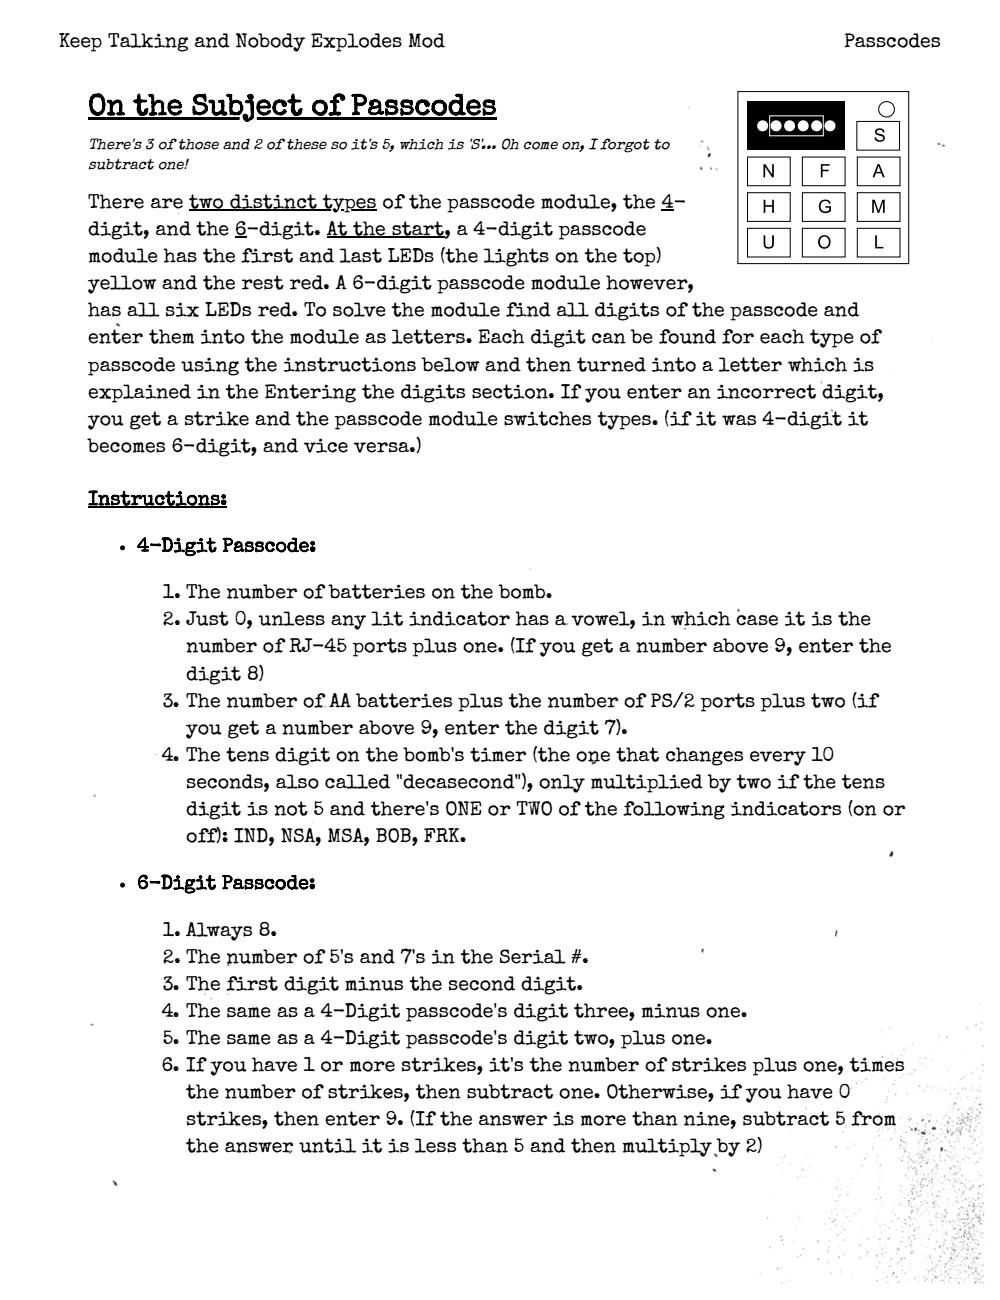 Keep Talking and Nobody Explodes Mod
Passcodes
On the Subject of Passcodes
There's 3 of those and 2 of these so it's 5, which is 'S'... Oh come on, I forgot to
subtract one!
S
N F A
H G M
U O L
There are two distinct types of the passcode module, the 4-
digit, and the 6-digit. At the start, a 4-digit passcode
module has the first and last LEDs (the lights on the top)
yellow and the rest red. A 6-digit passcode module however,
has all six LEDs red. To solve the module find all digits of the passcode and
enter them into the module as letters. Each digit can be found for each type of
passcode using the instructions below and then turned into a letter which is
explained in the Entering the digits section. If you enter an incorrect digit,
you get a strike and the passcode module switches types. (if it was 4-digit it
becomes 6-digit, and vice versa.)
Instructions:
• 4-Digit Passcode:
1. The number of batteries on the bomb.
2. Just 0, unless any lit indicator has a vowel, in which case it is the
number of RJ-45 ports plus one. (If you get a number above 9, enter the
digit 8)
3. The number of AA batteries plus the number of PS/2 ports plus two (if
you get a number above 9, enter the digit 7).
4. The tens digit on the bomb's timer (the one that changes every 10
seconds, also called "decasecond"), only multiplied by two if the tens
digit is not 5 and there's ONE or TWO of the following indicators (on or
off): IND, NSA, MSA, BOB, FRK.
• 6-Digit Passcode:
1. Always 8.
2. The number of 5's and 7's in the Serial #.
3. The first digit minus the second digit.
4. The same as a 4-Digit passcode's digit three, minus one.
5. The same as a 4-Digit passcode's digit two, plus one.
6. If you have 1 or more strikes, it's the number of strikes plus one, times
the number of strikes, then subtract one. Otherwise, if you have 0
strikes, then enter 9. (If the answer is more than nine, subtract 5 from
the answer until it is less than 5 and then multiply by 2)